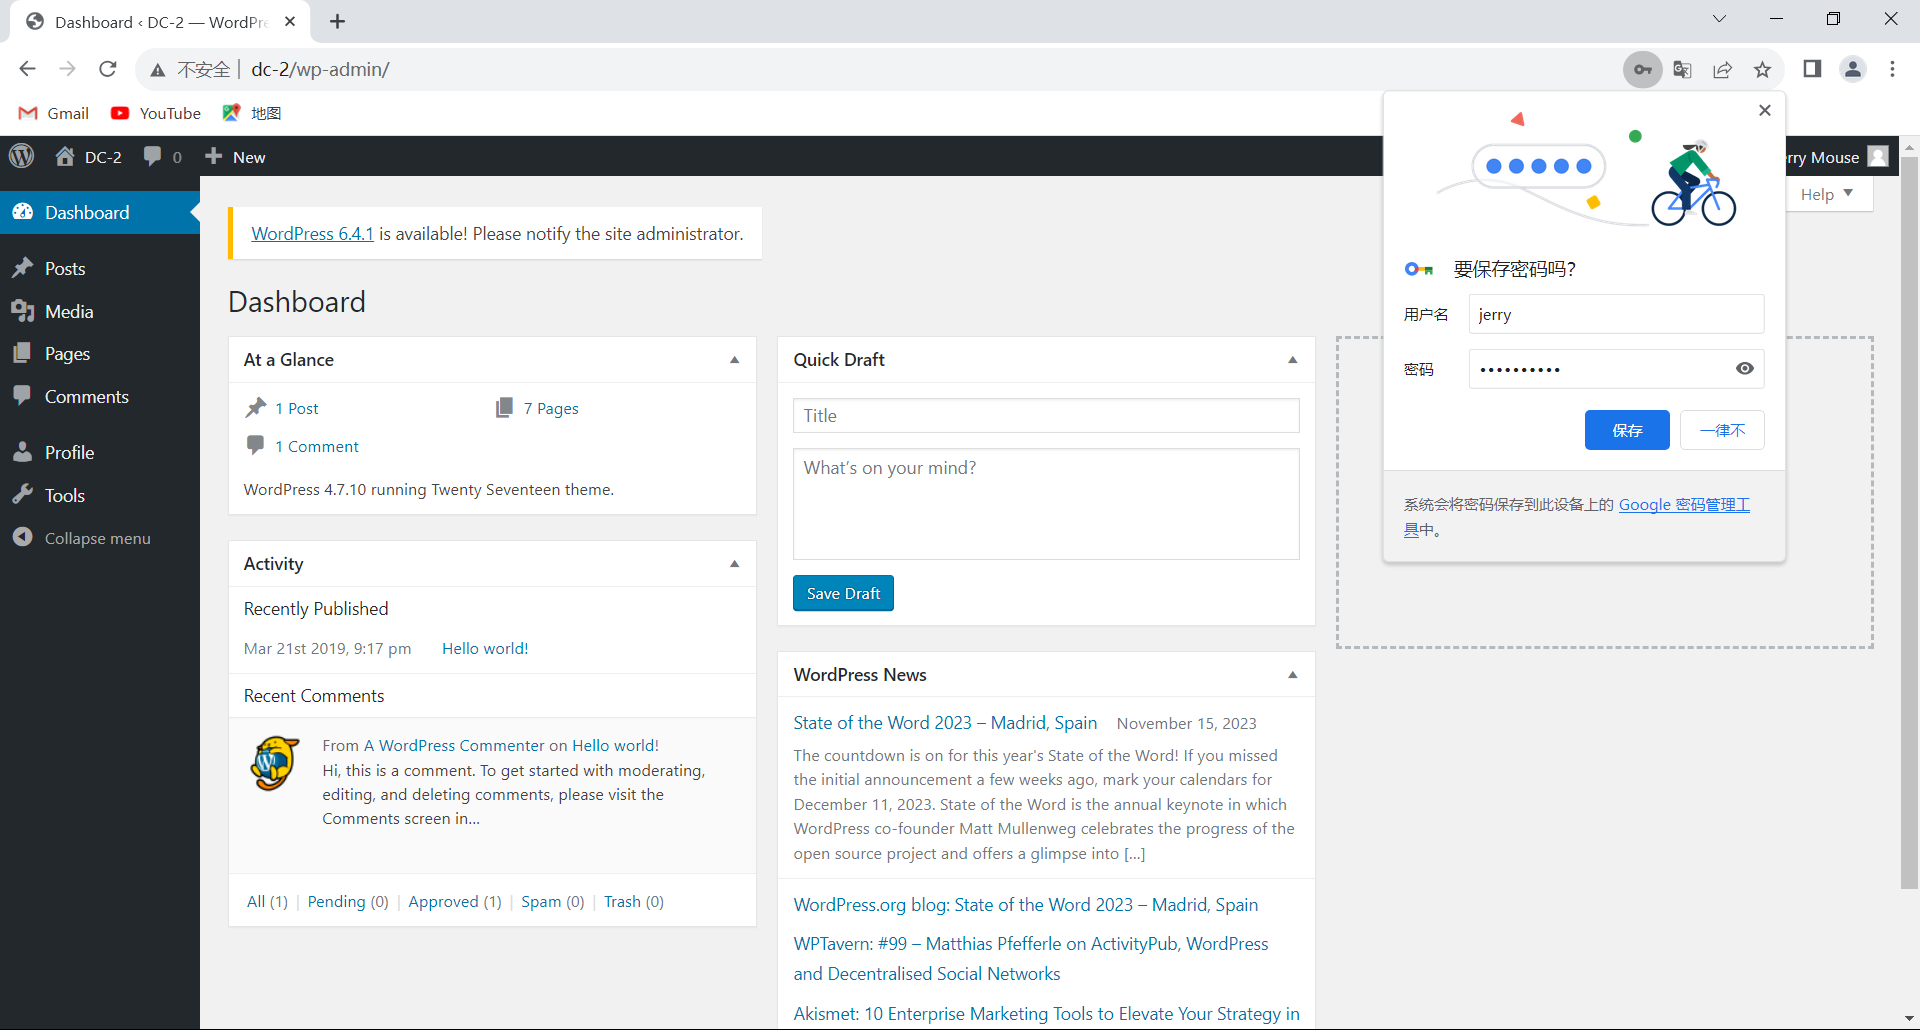 Dashboard ‹ DC-2 — WordPre
不安全 | dc-2/wp-admin/
Gmail YouTube 地图
DC-2 0 New
rry Mouse
Help
Dashboard
Posts
Media
Pages
Comments
Profile
Tools
Collapse menu
WordPress 6.4.1 is available! Please notify the site administrator.
Dashboard
At a Glance
1 Post 7 Pages
1 Comment
WordPress 4.7.10 running Twenty Seventeen theme.
Activity
Recently Published
Mar 21st 2019, 9:17 pm Hello world!
Recent Comments
From A WordPress Commenter on Hello world!
Hi, this is a comment. To get started with moderating,
editing, and deleting comments, please visit the
Comments screen in...
All (1) | Pending (0) | Approved (1) | Spam (0) | Trash (0)
Quick Draft
Title
What's on your mind?
Save Draft
WordPress News
State of the Word 2023 – Madrid, Spain November 15, 2023
The countdown is on for this year's State of the Word! If you missed
the initial announcement a few weeks ago, mark your calendars for
December 11, 2023. State of the Word is the annual keynote in which
WordPress co-founder Matt Mullenweg celebrates the progress of the
open source project and offers a glimpse into [...]
WordPress.org blog: State of the Word 2023 – Madrid, Spain
WPTavern: #99 – Matthias Pfefferle on ActivityPub, WordPress
and Decentralised Social Networks
Akismet: 10 Enterprise Marketing Tools to Elevate Your Strategy in
要保存密码吗?
用户名 jerry
密码 ••••••••••
保存 一律不
系统会将密码保存到此设备上的 Google 密码管理工
具中。